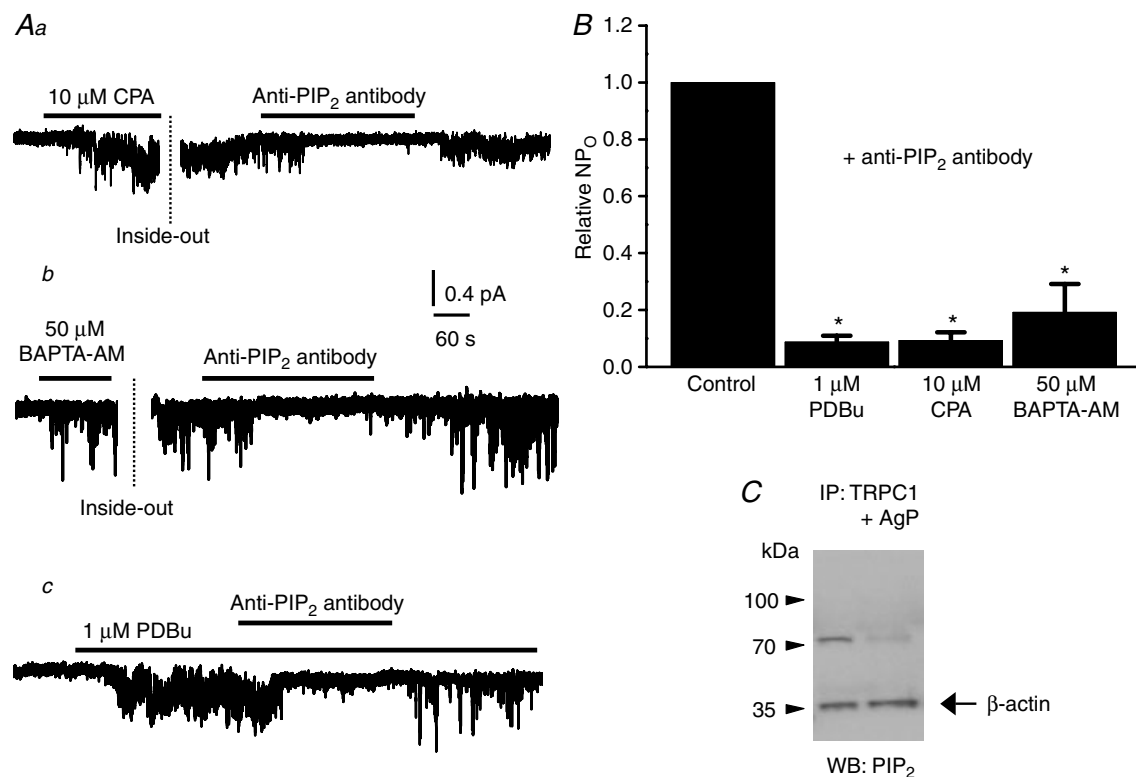 Aa
10 μM CPA
Anti-PIP2 antibody
Inside-out
b
0.4 pA
60 s
50 μM
BAPTA-AM
Anti-PIP2 antibody
Inside-out
c
Anti-PIP2 antibody
1 μM PDBu
B
Relative NPO
1.2
1.0
0.8
0.6
0.4
0.2
0.0
+ anti-PIP2 antibody
* * *
Control
1 μM
PDBu
10 μM
CPA
50 μM
BAPTA-AM
C
IP: TRPC1
+ AgP
kDa
100
70
35
β-actin
WB: PIP2